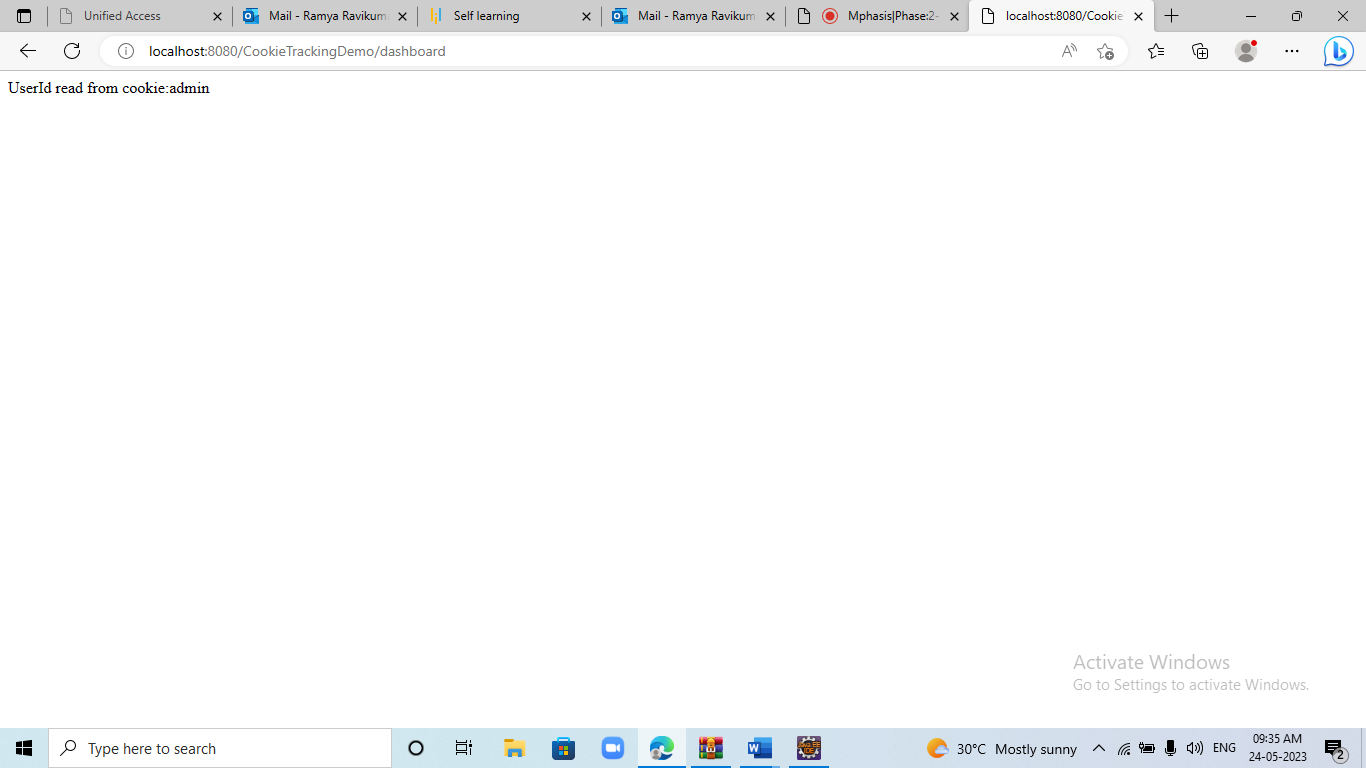 Unified Access
Mail - Ramya Ravikum
Self learning
Mail - Ramya Ravikum
Mphasis|Phase:2-
localhost:8080/Cookie
localhost:8080/CookieTrackingDemo/dashboard
UserId read from cookie:admin
Activate Windows
Go to Settings to activate Windows.
Type here to search
30°C Mostly sunny
ENG
09:35 AM
24-05-2023
2